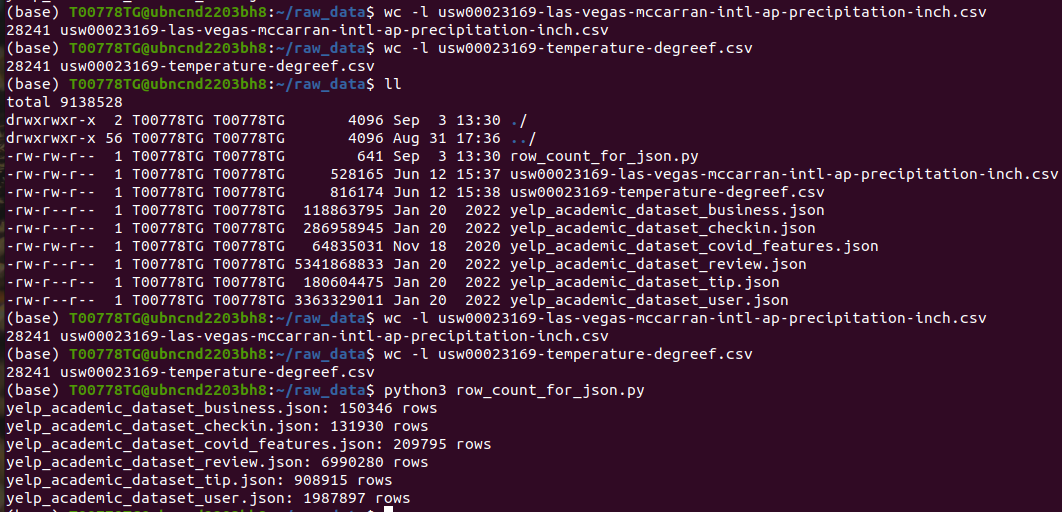 (base) T00778TG@ubncnd2203bh8:~/raw_data$ wc -l usw00023169-las-vegas-mccarran-intl-ap-precipitation-inch.csv
28241 usw00023169-las-vegas-mccarran-intl-ap-precipitation-inch.csv
(base) T00778TG@ubncnd2203bh8:~/raw_data$ wc -l usw00023169-temperature-degreef.csv
28241 usw00023169-temperature-degreef.csv
(base) T00778TG@ubncnd2203bh8:~/raw_data$ ll
total 9138528
drwxrwxr-x  2 T00778TG T00778TG       4096 Sep  3 13:30 ./
drwxrwxr-x 56 T00778TG T00778TG       4096 Aug 31 17:36 ../
-rw-rw-r--  1 T00778TG T00778TG        641 Sep  3 13:30 row_count_for_json.py
-rw-rw-r--  1 T00778TG T00778TG     528165 Jun 12 15:37 usw00023169-las-vegas-mccarran-intl-ap-precipitation-inch.csv
-rw-rw-r--  1 T00778TG T00778TG     816174 Jun 12 15:38 usw00023169-temperature-degreef.csv
-rw-r--r--  1 T00778TG T00778TG  118863795 Jan 20  2022 yelp_academic_dataset_business.json
-rw-r--r--  1 T00778TG T00778TG  286958945 Jan 20  2022 yelp_academic_dataset_checkin.json
-rw-r--r--  1 T00778TG T00778TG   64835031 Nov 18  2020 yelp_academic_dataset_covid_features.json
-rw-r--r--  1 T00778TG T00778TG 5341868833 Jan 20  2022 yelp_academic_dataset_review.json
-rw-r--r--  1 T00778TG T00778TG  180604475 Jan 20  2022 yelp_academic_dataset_tip.json
-rw-r--r--  1 T00778TG T00778TG 3363329011 Jan 20  2022 yelp_academic_dataset_user.json
(base) T00778TG@ubncnd2203bh8:~/raw_data$ wc -l usw00023169-las-vegas-mccarran-intl-ap-precipitation-inch.csv
28241 usw00023169-las-vegas-mccarran-intl-ap-precipitation-inch.csv
(base) T00778TG@ubncnd2203bh8:~/raw_data$ wc -l usw00023169-temperature-degreef.csv
28241 usw00023169-temperature-degreef.csv
(base) T00778TG@ubncnd2203bh8:~/raw_data$ python3 row_count_for_json.py
yelp_academic_dataset_business.json: 150346 rows
yelp_academic_dataset_checkin.json: 131930 rows
yelp_academic_dataset_covid_features.json: 209795 rows
yelp_academic_dataset_review.json: 6990280 rows
yelp_academic_dataset_tip.json: 908915 rows
yelp_academic_dataset_user.json: 1987897 rows
(base) T00778TG@ubncnd2203bh8:~/raw_data$